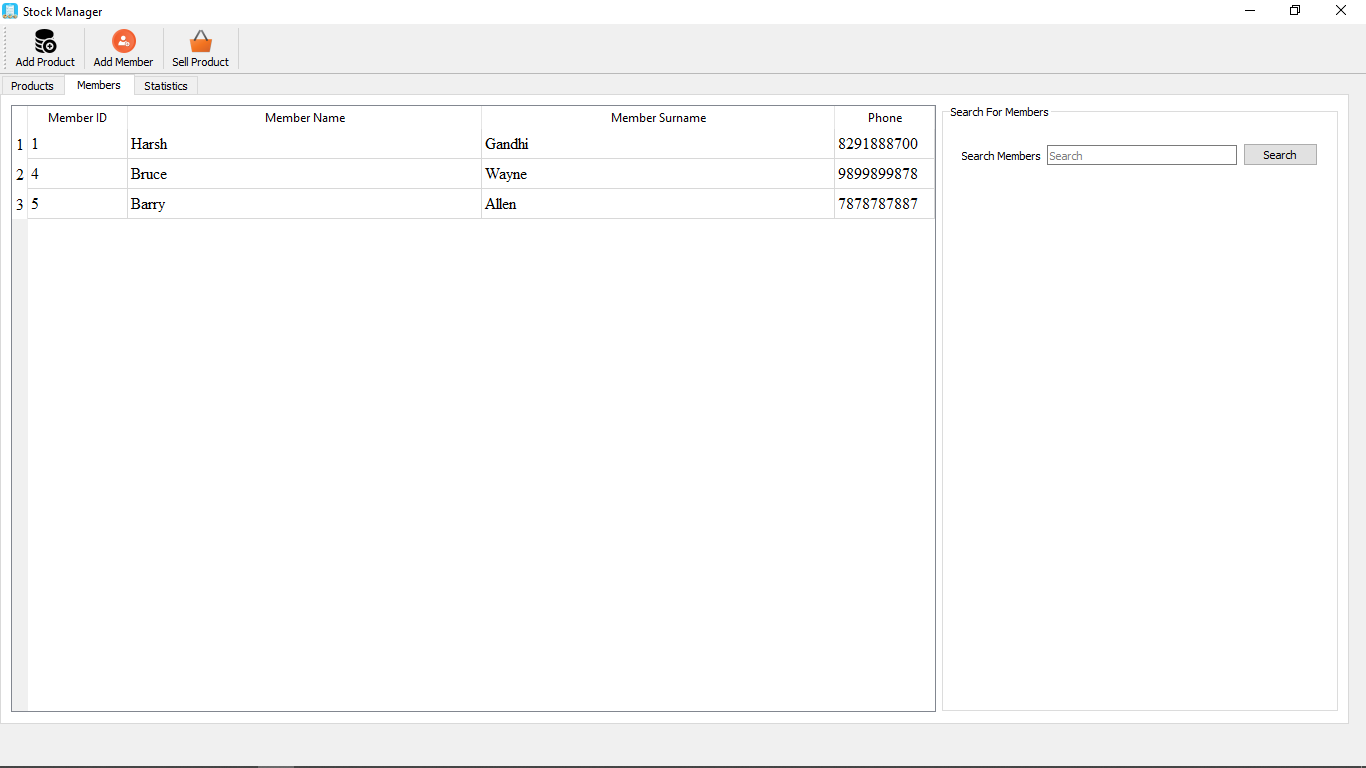 Stock Manager
Add Product Add Member Sell Product
Products Members Statistics
Member ID Member Name Member Surname Phone
1 1 Harsh Gandhi 8291888700
2 4 Bruce Wayne 9899899878
3 5 Barry Allen 7878787887
Search For Members
Search Members Search Search